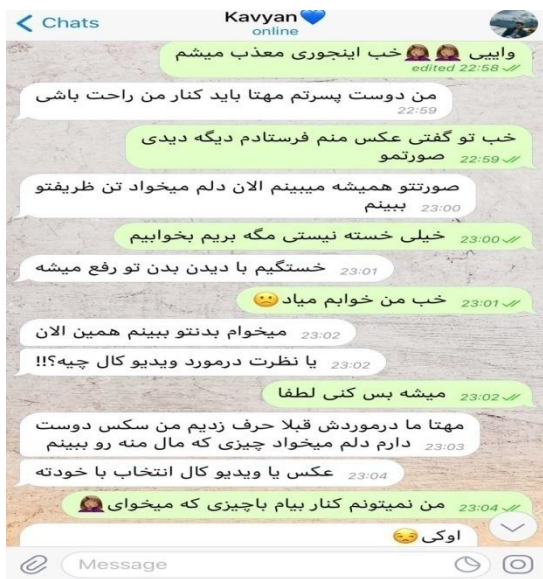 Chats
Kavyan💙
online
وایییی 🤦🏽‍♀️🤦🏽‍♀️خب اینجوری معذب میشم
edited 22:58
من دوست پسرتم مهتا باید کنار من راحت باشی
22:59
خب تو گفتی عکس منم فرستادم دیگه دیدی
صورتمو 22:59
صورتتو همیشه میبینم الان دلم میخواد تن ظریفتو
ببینم 23:00
خیلی خسته نیستی مگه بریم بخوابیم 23:00
خستگیم با دیدن بدن تو رفع میشه 23:01
خب من خوابم میاد🙁 23:01
میخوام بدنتو ببینم همین الان 23:02
یا نظرت درمورد ویدیو کال چیه؟!! 23:02
میشه بس کنی لطفا 23:02
مهتا ما درموردش قبلا حرف زدیم من سکس دوست
دارم دلم میخواد چیزی که مال منه رو ببینم 23:03
عکس یا ویدیو کال انتخاب با خودته 23:04
من نمیتونم کنار بیام باچیزی که میخوای🤦🏽‍♀️ 23:04
اوکی😒
Message